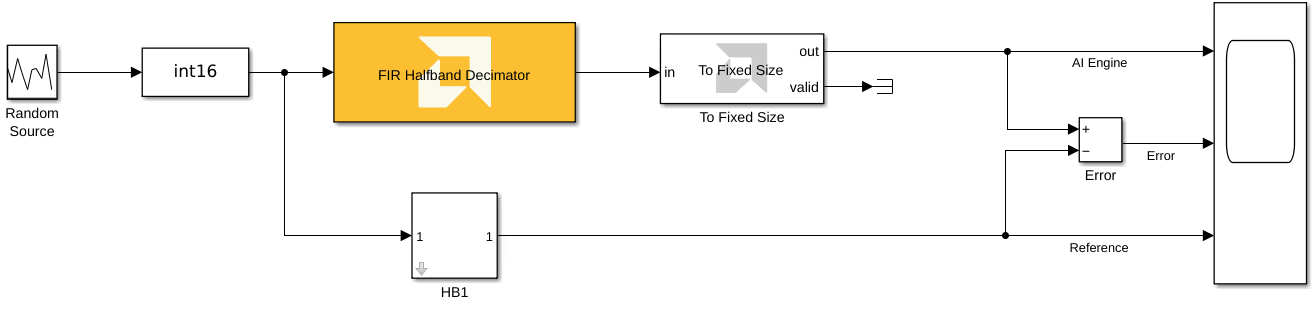 Random
Source
int16
FIR Halfband Decimator
in
To Fixed Size
out
valid
To Fixed Size
AI Engine
+
−
Error
Error
1
1
HB1
Reference